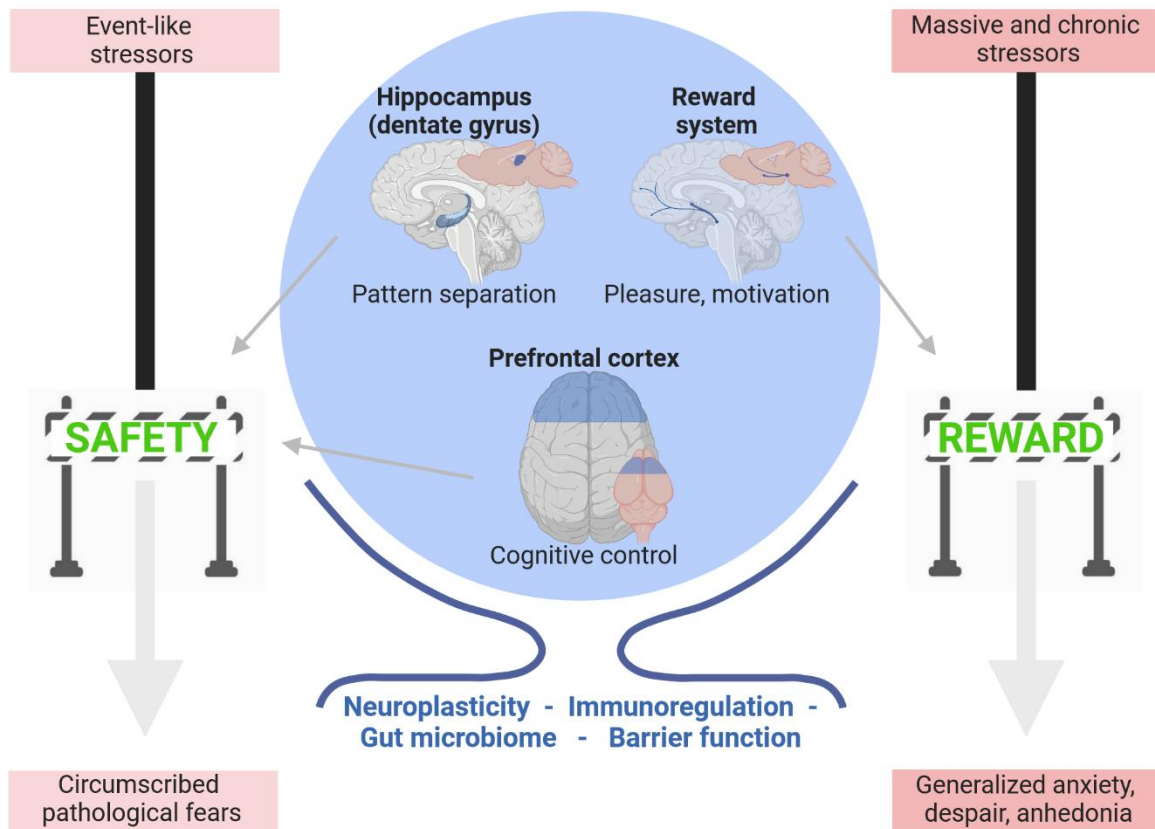 Event-like
stressors
Massive and chronic
stressors
Hippocampus
(dentate gyrus)
Reward
system
Pattern separation
Pleasure, motivation
Prefrontal cortex
SAFETY
REWARD
Cognitive control
Neuroplasticity - Immunoregulation -
Gut microbiome - Barrier function
Circumscribed
pathological fears
Generalized anxiety,
despair, anhedonia